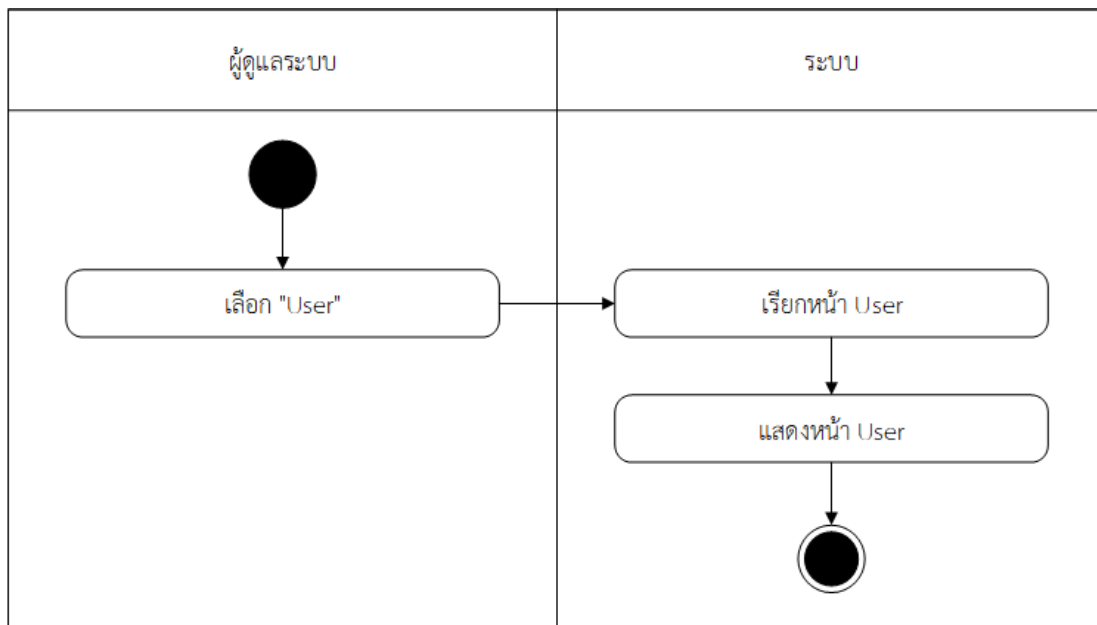 ผู้ดูแลระบบ
ระบบ
เลือก "User"
เรียกหน้า User
แสดงหน้า User